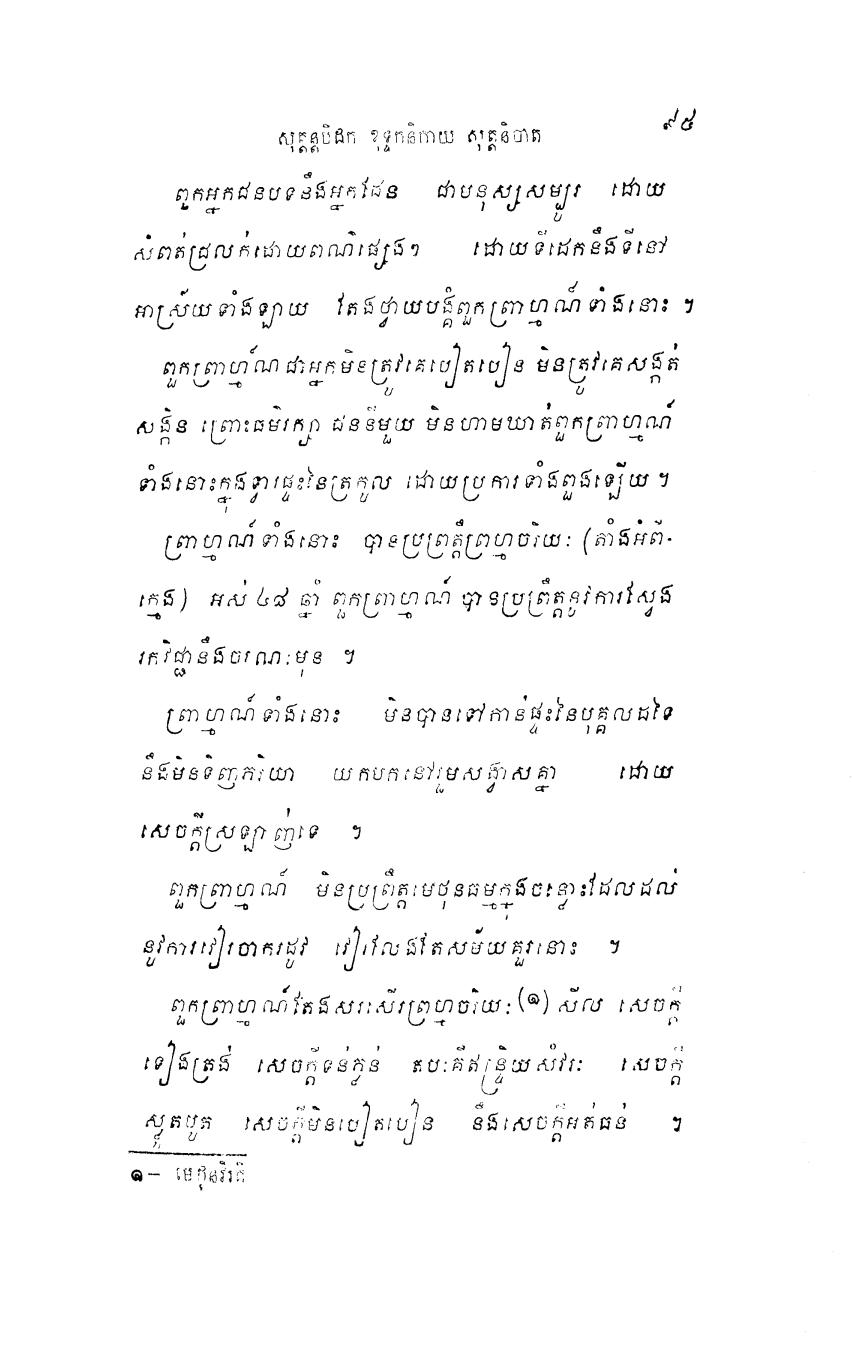 ៩៥
សុត្តន្តបិដក ខុទ្ទកនិកាយ សុត្តនិបាត
ពួកអ្នកជនបទនឹងអ្នកដែន ជាមនុស្សសម្បូរ ដោយ
សំពត់ជ្រលក់ដោយពណ៌ផ្សេងៗ ដោយទីដេកនឹងទីនៅ
អាស្រ័យទាំងឡាយ តែងថ្វាយបង្គំពួកព្រាហ្មណ៍ទាំងនោះ ។
ពួកព្រាហ្មណ៍ ជាអ្នកមិនត្រូវគេបៀតបៀន មិនត្រូវគេសង្កត់
សង្កិន ព្រោះធម៌រក្សា ជនន៏មួយ មិនហាមឃាត់ពួកព្រាហ្មណ៍
ទាំងនោះក្នុងទ្វារផ្ទះនៃត្រកូល ដោយប្រការទាំងពួងឡើយ ។
ព្រាហ្មណ៍ទាំងនោះ បានប្រព្រឹត្តព្រហ្មចរិយៈ (តាំងអំពី
ក្មេង) អស់ ៤៨ ឆ្នាំ ពួកព្រាហ្មណ៍ បានប្រព្រឹត្តនូវការស្វែង
រកវិជ្ជានឹងចរណៈមុន ។
ព្រាហ្មណ៍ទាំងនោះ មិនបានទៅកាន់ផ្ទះនៃបុគ្គលដទៃ
នឹងមិនទិញភរិយា យកមកនៅរួមសង្វាសគ្នា ដោយ
សេចក្តីស្រឡាញ់ទេ ។
ពួកព្រាហ្មណ៍ មិនប្រព្រឹត្តមេថុនធម្មក្នុងចន្លោះដែលដល់
នូវការវៀរចាករដូវ វៀរលែងតែសម័យគួរនោះ ។
ពួកព្រាហ្មណ៍តែងសរសើរព្រហ្មចរិយៈ(១) សីល សេចក្តី
ទៀងត្រង់ សេចក្តីទន់ភ្លន់ តបៈគឺឥន្ទ្រិយសំវរៈ សេចក្តី
ស្លូតបូត សេចក្តីមិនបៀតបៀន នឹងសេចក្តីអត់ធន់ ។
១— មេថុនវិរតិ